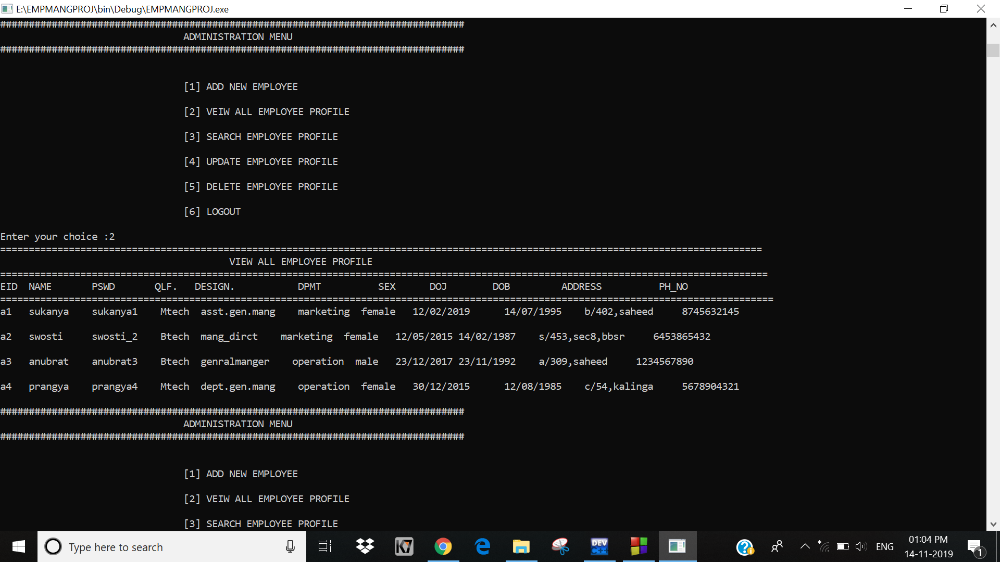 E:\EMPMANGPROJ\bin\Debug\EMPMANGPROJ.exe
#################################################################################
ADMINISTRATION MENU
#################################################################################
[1] ADD NEW EMPLOYEE
[2] VEIW ALL EMPLOYEE PROFILE
[3] SEARCH EMPLOYEE PROFILE
[4] UPDATE EMPLOYEE PROFILE
[5] DELETE EMPLOYEE PROFILE
[6] LOGOUT
Enter your choice :2
=====================================================================================================================================
VIEW ALL EMPLOYEE PROFILE
======================================================================================================================================
EID NAME PSWD QLF. DESIGN. DPMT SEX DOJ DOB ADDRESS PH_NO
=======================================================================================================================================
a1 sukanya sukanya1 Mtech asst.gen.mang marketing female 12/02/2019 14/07/1995 b/402,saheed 8745632145
a2 swosti swosti_2 Btech mang_dirct marketing female 12/05/2015 14/02/1987 s/453,sec8,bbsr 6453865432
a3 anubrat anubrat3 Btech genralmanger operation male 23/12/2017 23/11/1992 a/309,saheed 1234567890
a4 prangya prangya4 Mtech dept.gen.mang operation female 30/12/2015 12/08/1985 c/54,kalinga 5678904321
#################################################################################
ADMINISTRATION MENU
#################################################################################
[1] ADD NEW EMPLOYEE
[2] VEIW ALL EMPLOYEE PROFILE
[3] SEARCH EMPLOYEE PROFILE
Type here to search
K7
DEV
C++
ENG
01:04 PM
14-11-2019
1